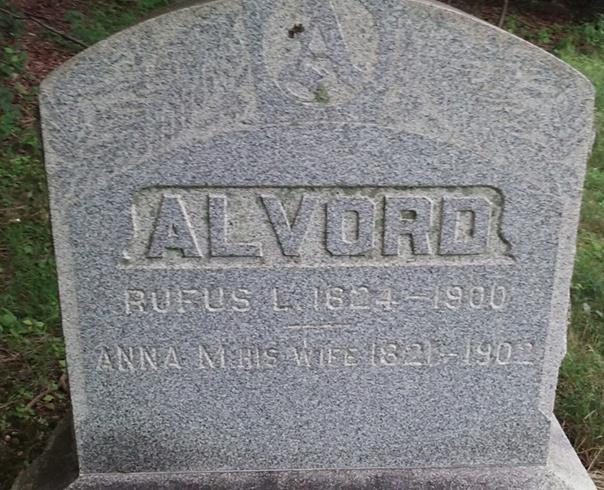 A
ALVORD
RUFUS L. 1824–1900
ANNA M. HIS WIFE 1821–1902